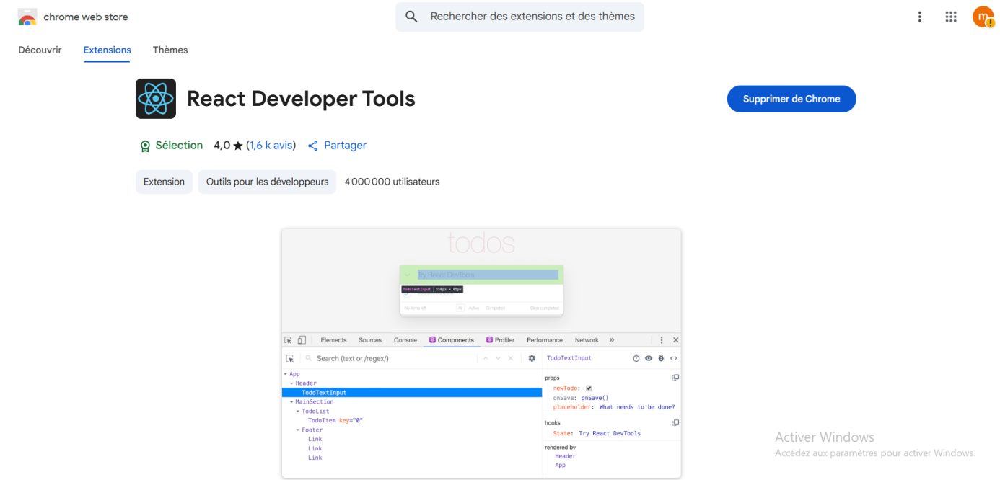 chrome web store
Rechercher des extensions et des thèmes
m
Découvrir Extensions Thèmes
React Developer Tools
Supprimer de Chrome
Sélection 4,0 ★ (1,6 k avis) Partager
Extension Outils pour les développeurs 4 000 000 utilisateurs
todos
Try React DevTools
TodoTextInput | 550px × 65px
No items left All Active Completed Clear completed
Elements Sources Console Components Profiler Performance Network »
Search (text or /regex/)
TodoTextInput
App
Header
TodoTextInput
MainSection
TodoList
TodoItem key="0"
Footer
Link
Link
Link
props
newTodo:
onSave: onSave()
placeholder: What needs to be done?
hooks
State: Try React DevTools
rendered by
Header
App
Activer Windows
Accédez aux paramètres pour activer Windows.